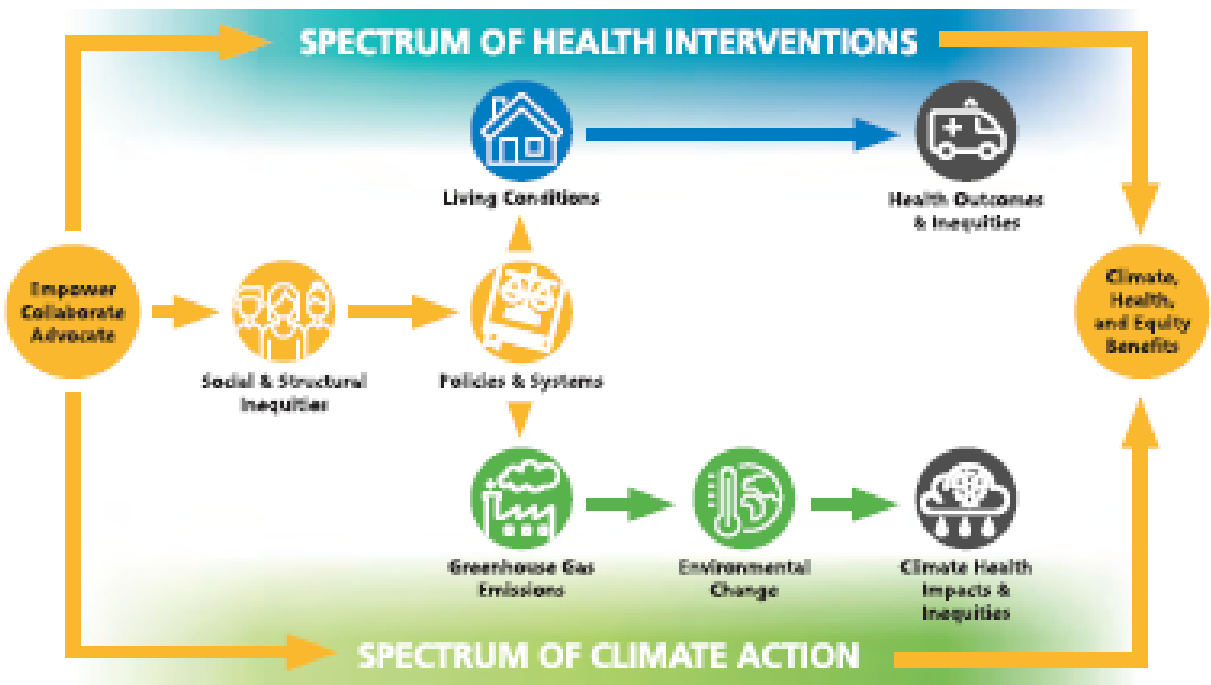 SPECTRUM OF HEALTH INTERVENTIONS
Living Conditions
Health Outcomes
& Inequities
Empower
Collaborate
Advocate
Climate,
Health,
and Equity
Benefits
Social & Structural
Inequities
Policies & Systems
Greenhouse Gas
Emissions
Environmental
Change
Climate Health
Impacts &
Inequities
SPECTRUM OF CLIMATE ACTION